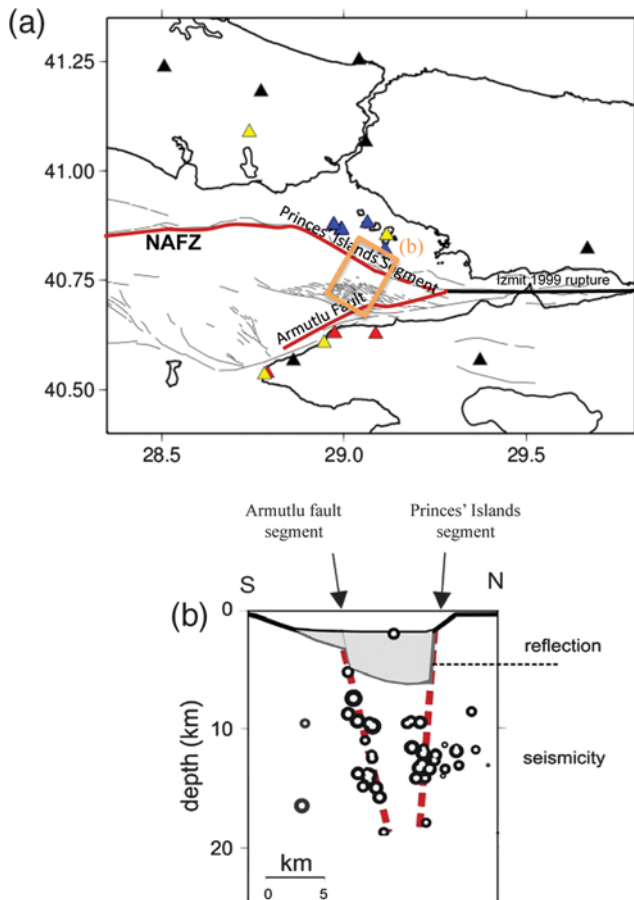 (a)
41.25
41.00
40.75
40.50
NAFZ
Princes' Islands Segment
(b)
Izmit 1999 rupture
Armutlu Fault
28.5
29.0
29.5
Armutlu fault
segment
Princes' Islands
segment
(b)
S
N
0
10
20
depth (km)
reflection
seismicity
km
0
5